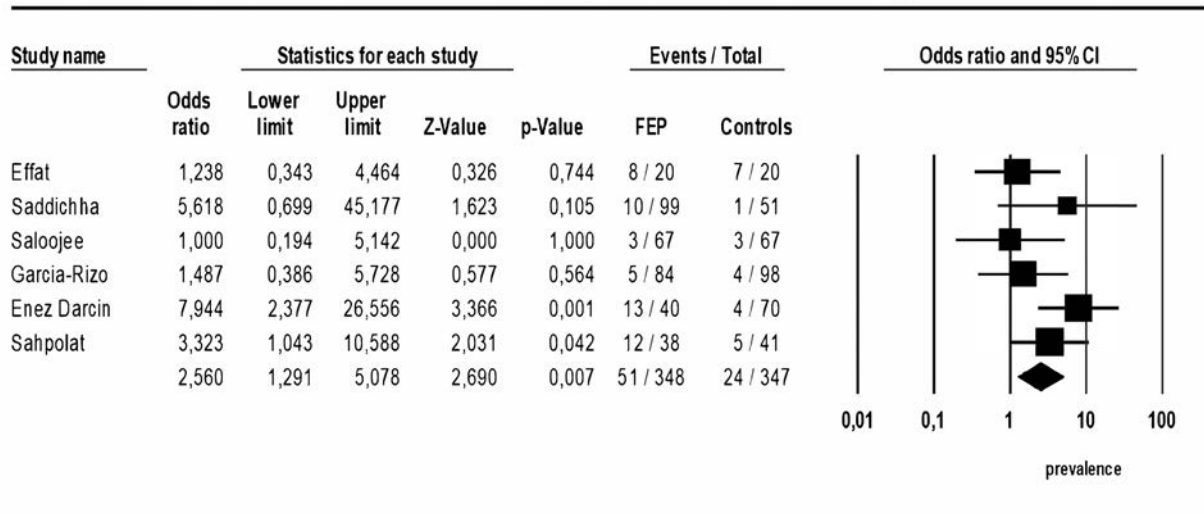 Study name Statistics for each study Events / Total Odds ratio and 95% CI
Odds ratio Lower limit Upper limit Z-Value p-Value FEP Controls
Effat 1,238 0,343 4,464 0,326 0,744 8 / 20 7 / 20
Saddichha 5,618 0,699 45,177 1,623 0,105 10 / 99 1 / 51
Saloojee 1,000 0,194 5,142 0,000 1,000 3 / 67 3 / 67
Garcia-Rizo 1,487 0,386 5,728 0,577 0,564 5 / 84 4 / 98
Enez Darcin 7,944 2,377 26,556 3,366 0,001 13 / 40 4 / 70
Sahpolat 3,323 1,043 10,588 2,031 0,042 12 / 38 5 / 41
2,560 1,291 5,078 2,690 0,007 51 / 348 24 / 347
0,01 0,1 1 10 100
prevalence